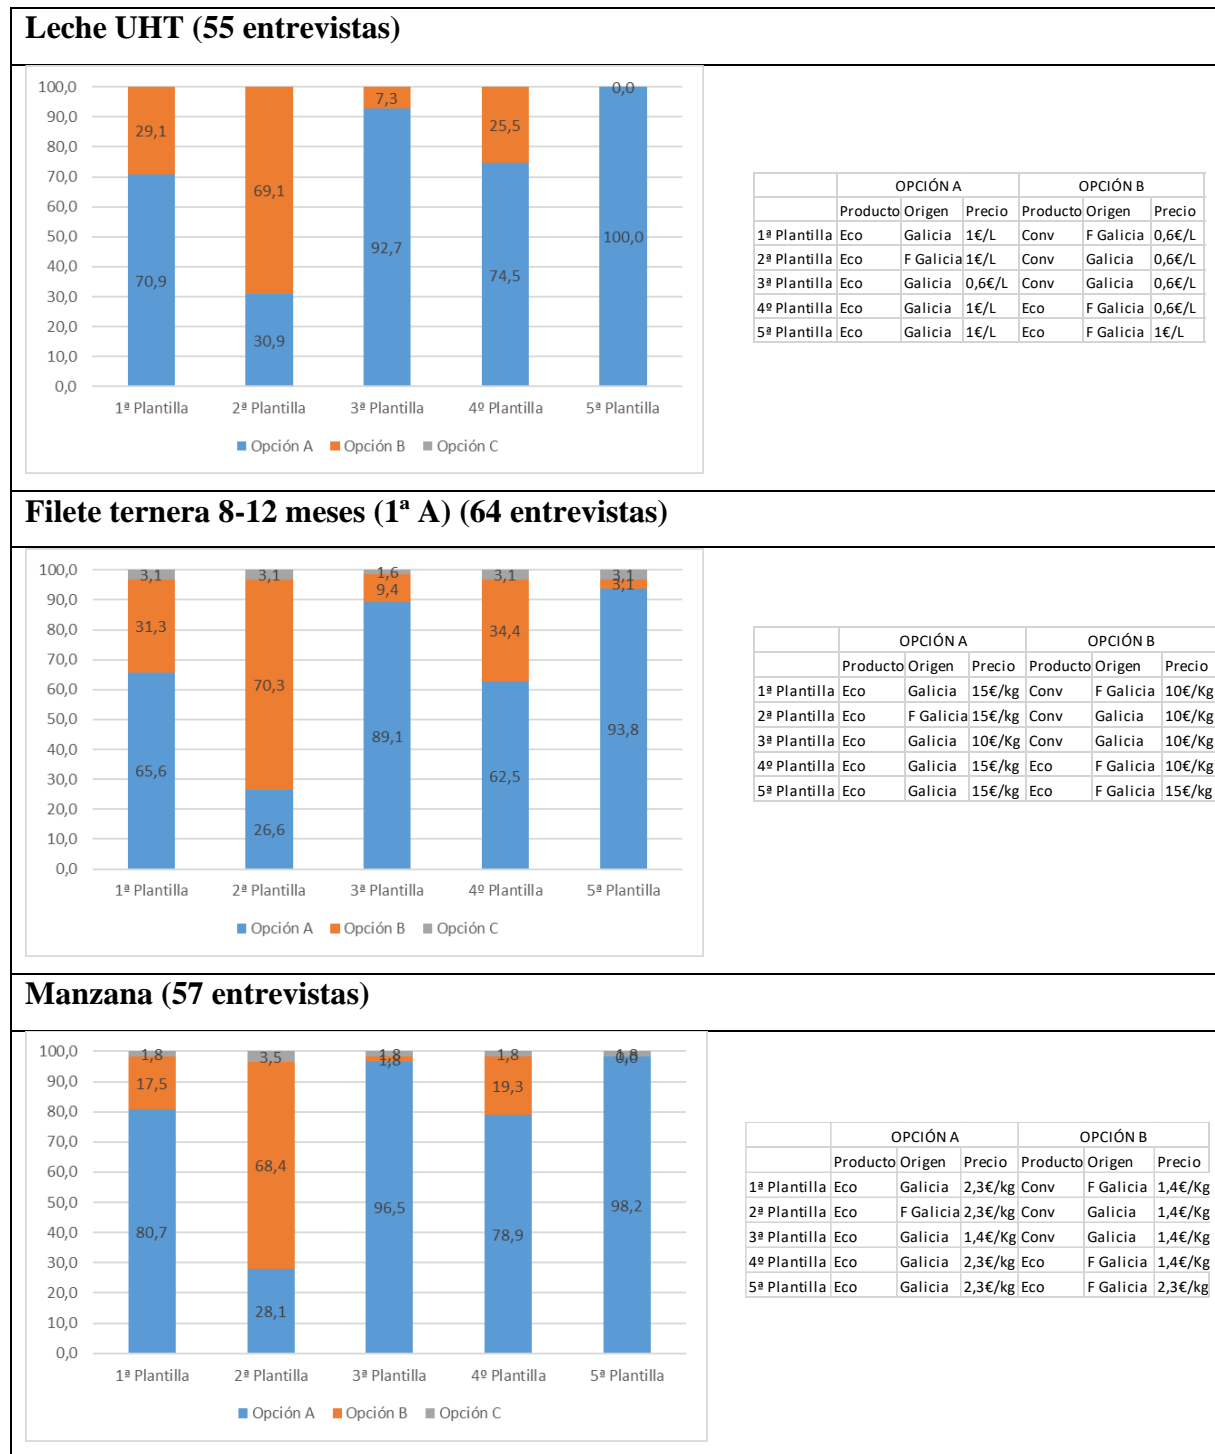 Leche UHT (55 entrevistas)
100,0
90,0
80,0
70,0
60,0
50,0
40,0
30,0
20,0
10,0
0,0
29,1
69,1
7,3
25,5
0,0
70,9
30,9
92,7
74,5
100,0
1ª Plantilla 2ª Plantilla 3ª Plantilla 4º Plantilla 5ª Plantilla
Opción A Opción B Opción C
OPCIÓN A OPCIÓN B
Producto Origen Precio Producto Origen Precio
1ª Plantilla Eco Galicia 1€/L Conv F Galicia 0,6€/L
2ª Plantilla Eco F Galicia 1€/L Conv Galicia 0,6€/L
3ª Plantilla Eco Galicia 0,6€/L Conv Galicia 0,6€/L
4º Plantilla Eco Galicia 1€/L Eco F Galicia 0,6€/L
5ª Plantilla Eco Galicia 1€/L Eco F Galicia 1€/L
Filete ternera 8-12 meses (1ª A) (64 entrevistas)
100,0
90,0
80,0
70,0
60,0
50,0
40,0
30,0
20,0
10,0
0,0
3,1
3,1
1,6
3,1
3,1
31,3
70,3
9,4
34,4
3,1
65,6
26,6
89,1
62,5
93,8
1ª Plantilla 2ª Plantilla 3ª Plantilla 4º Plantilla 5ª Plantilla
Opción A Opción B Opción C
OPCIÓN A OPCIÓN B
Producto Origen Precio Producto Origen Precio
1ª Plantilla Eco Galicia 15€/kg Conv F Galicia 10€/Kg
2ª Plantilla Eco F Galicia 15€/kg Conv Galicia 10€/Kg
3ª Plantilla Eco Galicia 10€/Kg Conv Galicia 10€/Kg
4º Plantilla Eco Galicia 15€/kg Eco F Galicia 10€/Kg
5ª Plantilla Eco Galicia 15€/kg Eco F Galicia 15€/kg
Manzana (57 entrevistas)
100,0
90,0
80,0
70,0
60,0
50,0
40,0
30,0
20,0
10,0
0,0
1,8
3,5
1,8
1,8
1,8
17,5
68,4
1,8
19,3
0,0
80,7
28,1
96,5
78,9
98,2
1ª Plantilla 2ª Plantilla 3ª Plantilla 4º Plantilla 5ª Plantilla
Opción A Opción B Opción C
OPCIÓN A OPCIÓN B
Producto Origen Precio Producto Origen Precio
1ª Plantilla Eco Galicia 2,3€/kg Conv F Galicia 1,4€/Kg
2ª Plantilla Eco F Galicia 2,3€/kg Conv Galicia 1,4€/Kg
3ª Plantilla Eco Galicia 1,4€/Kg Conv Galicia 1,4€/Kg
4º Plantilla Eco Galicia 2,3€/kg Eco F Galicia 1,4€/Kg
5ª Plantilla Eco Galicia 2,3€/kg Eco F Galicia 2,3€/kg